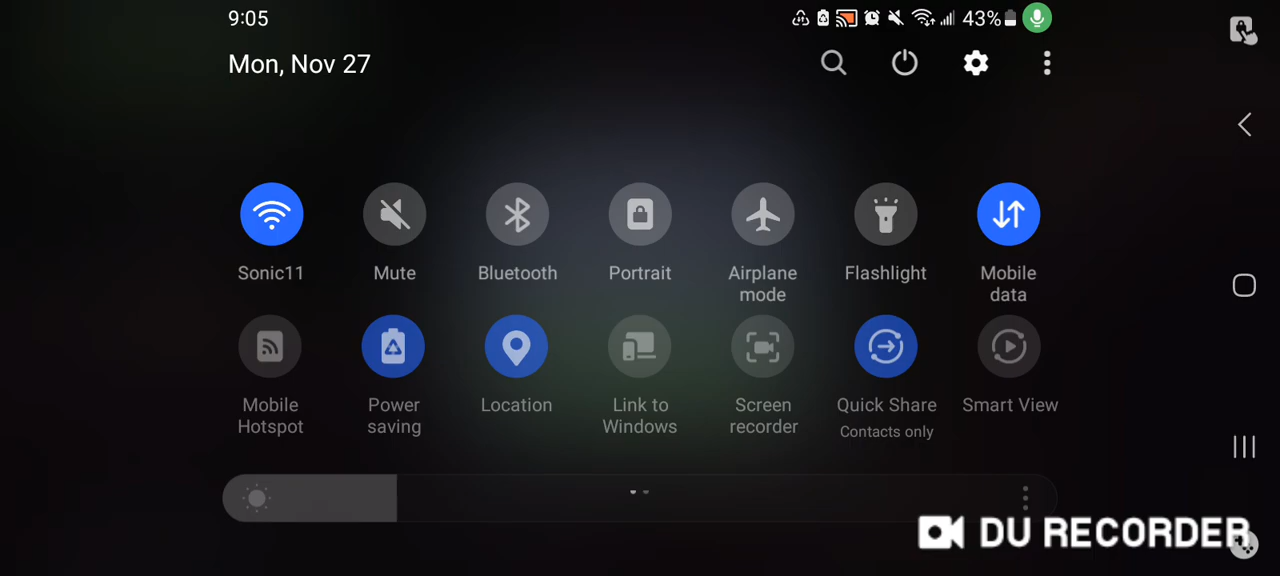 9:05
43%
Mon, Nov 27
Sonic11
Mute
Bluetooth
Portrait
Airplane
mode
Flashlight
Mobile
data
Mobile
Hotspot
Power
saving
Location
Link to
Windows
Screen
recorder
Quick Share
Contacts only
Smart View
DU RECORDER